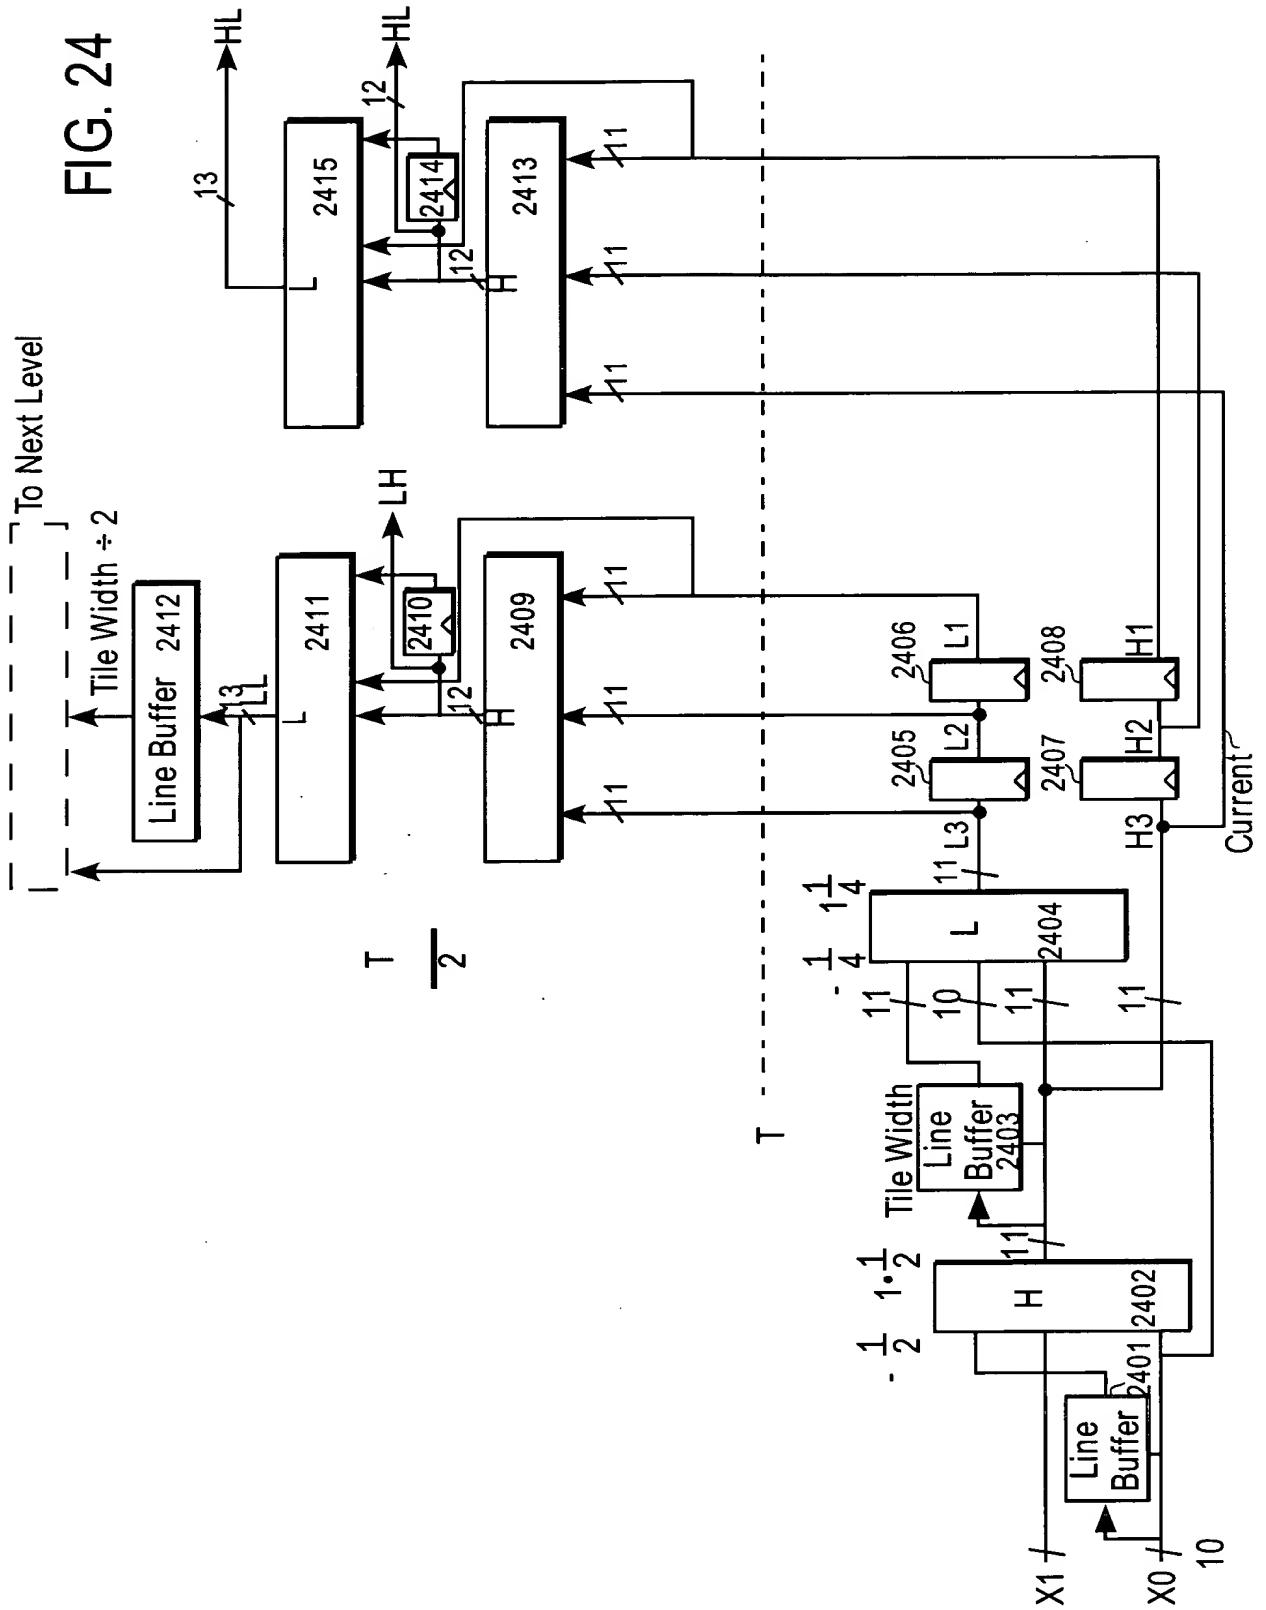 FIG. 24
X1
X0
10
Line
Buffer
2401
- 1/2
1•1/2
H
2402
11
Tile Width
Line
Buffer
2403
11
10
11
11
- 1/4
1 1/4
L
2404
11
L3
2405
L2
2406
L1
H3
2407
H2
2408
H1
Current
T
T
2
11
11
11
2409
H
12
2410
LH
L
2411
13
LL
Line Buffer 2412
Tile Width ÷ 2
To Next Level
11
11
11
2413
H
12
2414
12
HL
L
2415
13
HL